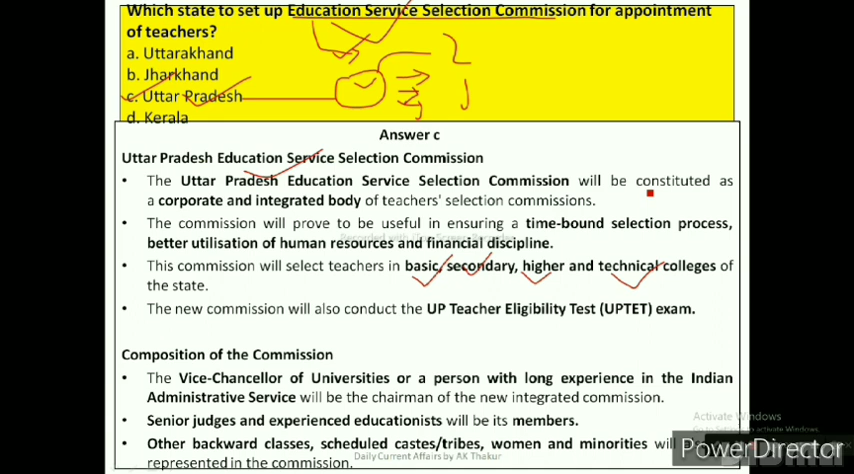 Which state to set up Education Service Selection Commission for appointment
of teachers?
a. Uttarakhand
b. Jharkhand
c. Uttar Pradesh
d. Kerala
Answer c
Uttar Pradesh Education Service Selection Commission
• The Uttar Pradesh Education Service Selection Commission will be constituted as
a corporate and integrated body of teachers' selection commissions.
• The commission will prove to be useful in ensuring a time-bound selection process,
better utilisation of human resources and financial discipline.
• This commission will select teachers in basic, secondary, higher and technical colleges of
the state.
• The new commission will also conduct the UP Teacher Eligibility Test (UPTET) exam.
Composition of the Commission
• The Vice-Chancellor of Universities or a person with long experience in the Indian
Administrative Service will be the chairman of the new integrated commission.
• Senior judges and experienced educationists will be its members.
Activate Windows
• Other backward classes, scheduled castes/tribes, women and minorities will
PowerDirector
represented in the commission.
Daily Current Affairs by AK Thakur